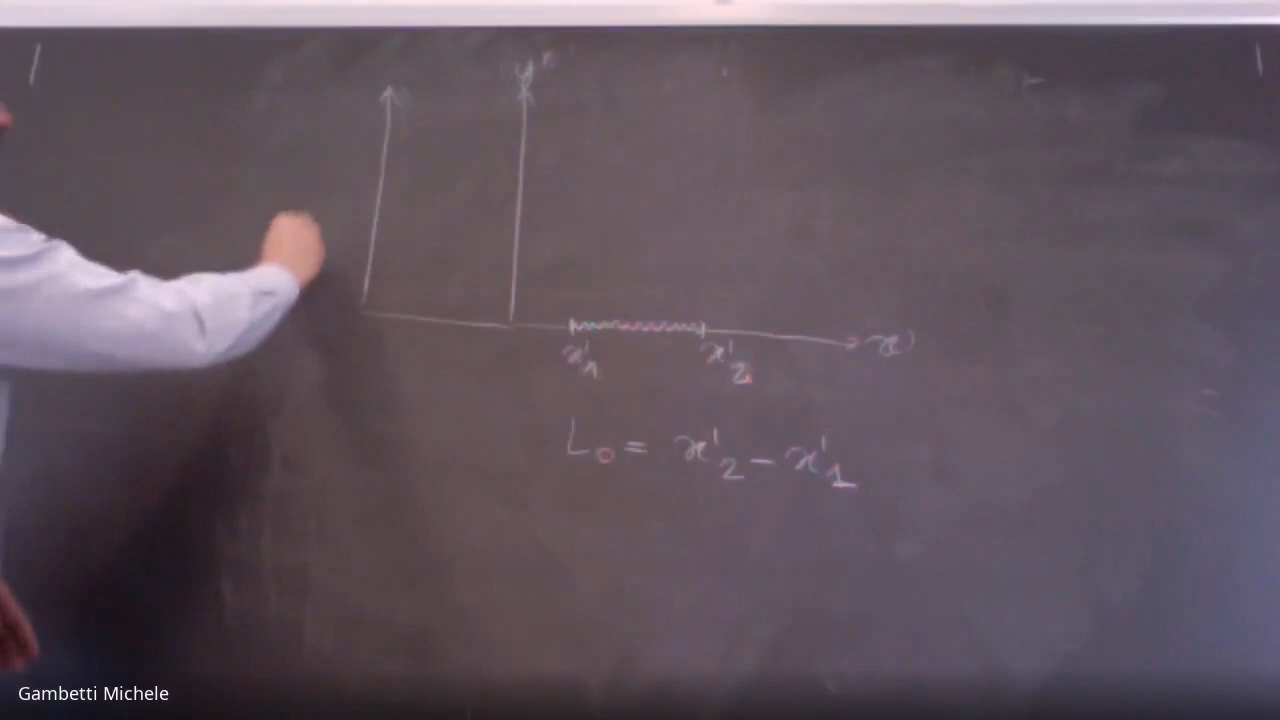 y'
x'
x'₁ x'₂
L₀ = x'₂ - x'₁
Gambetti Michele